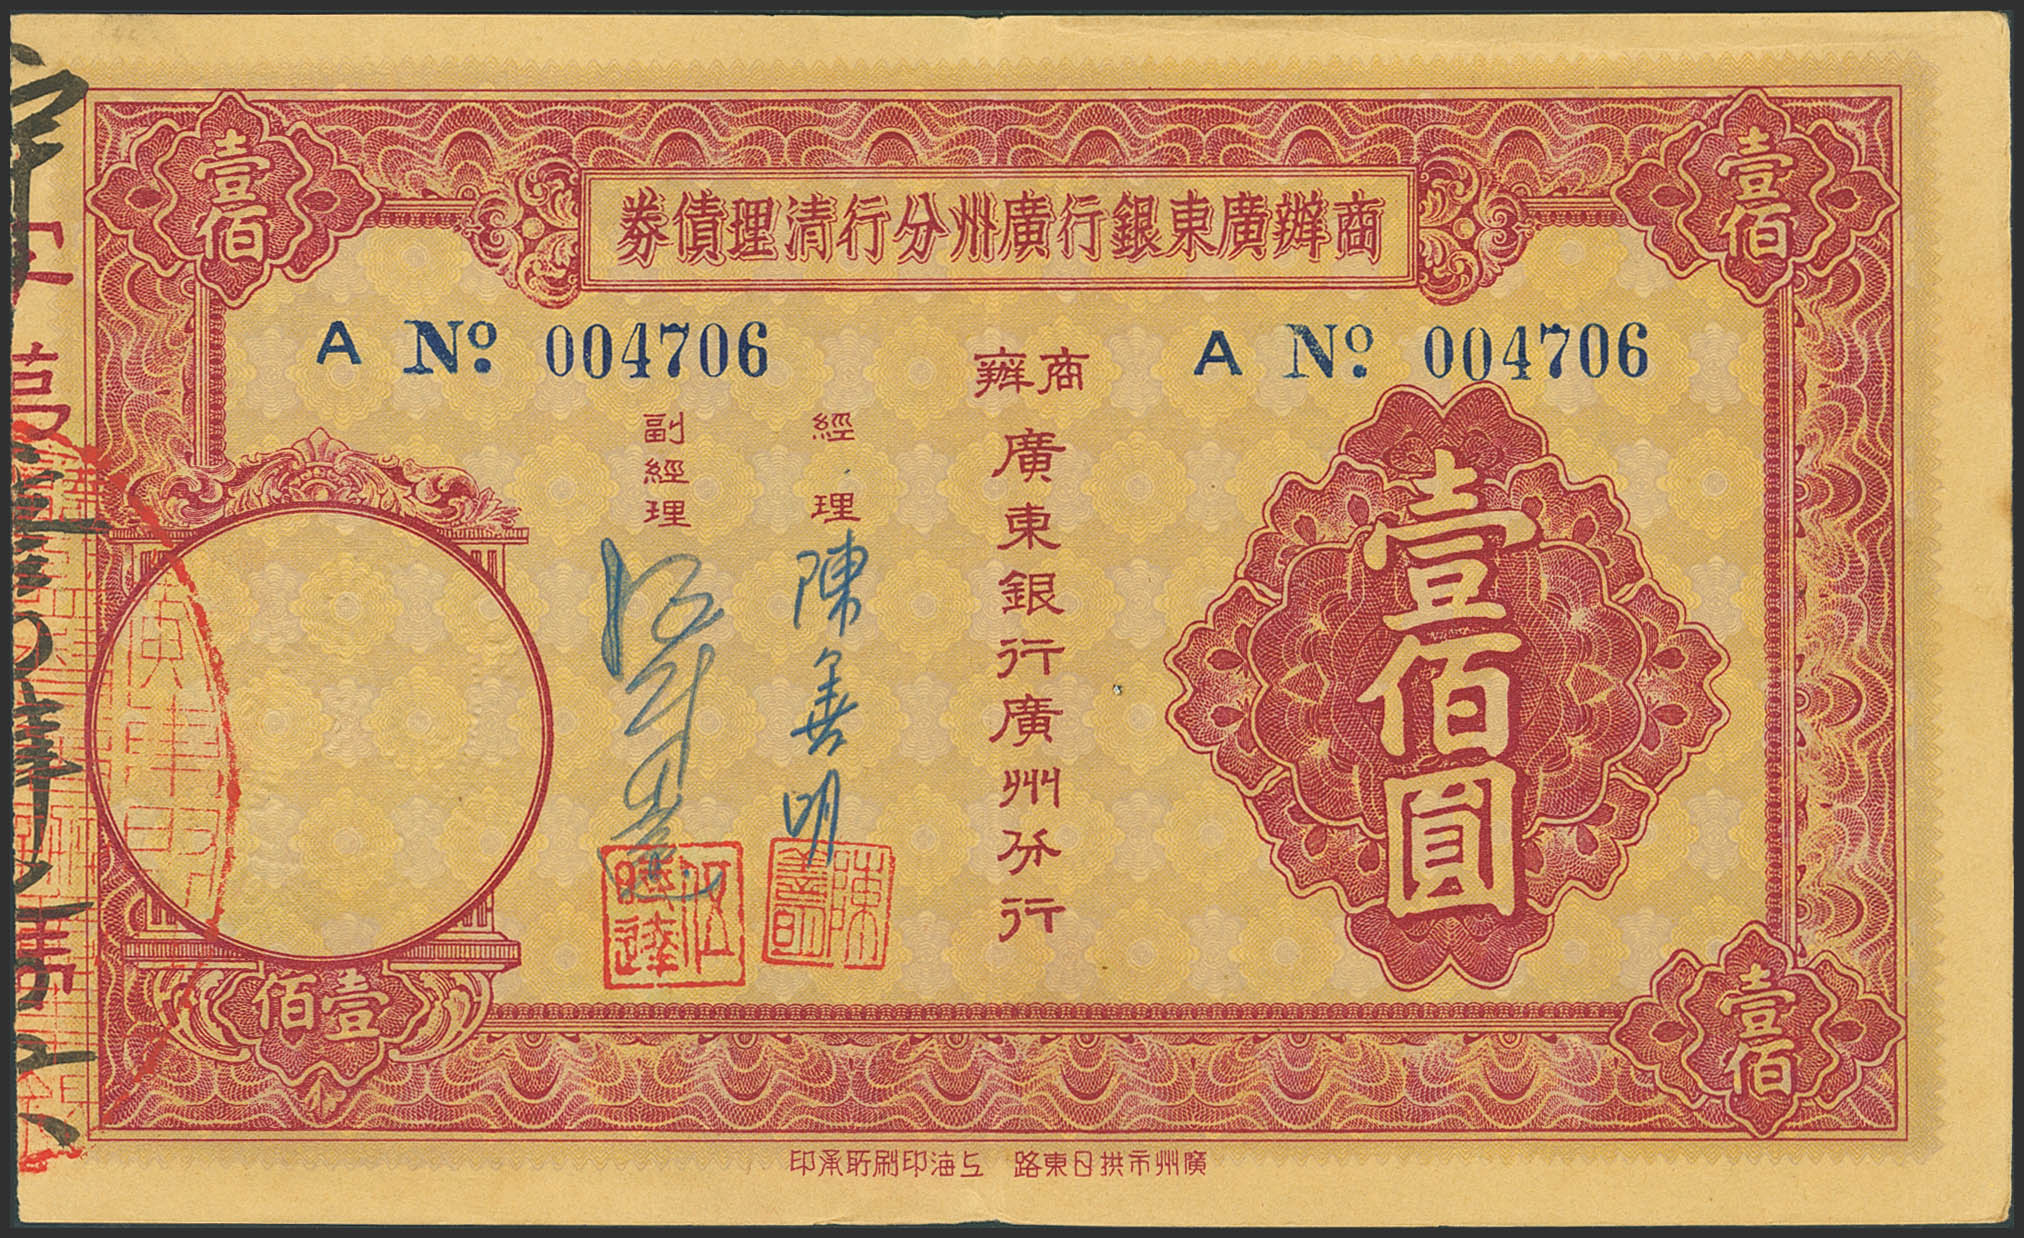 商辦廣東銀行廣州分行清理債券
壹佰
壹佰
A No. 004706
A No. 004706
商辦
廣東銀行廣州分行
壹佰圓
經理
陳善明
副經理
陳善明
壹佰
壹佰
廣州市拱日東路 上海印刷所承印